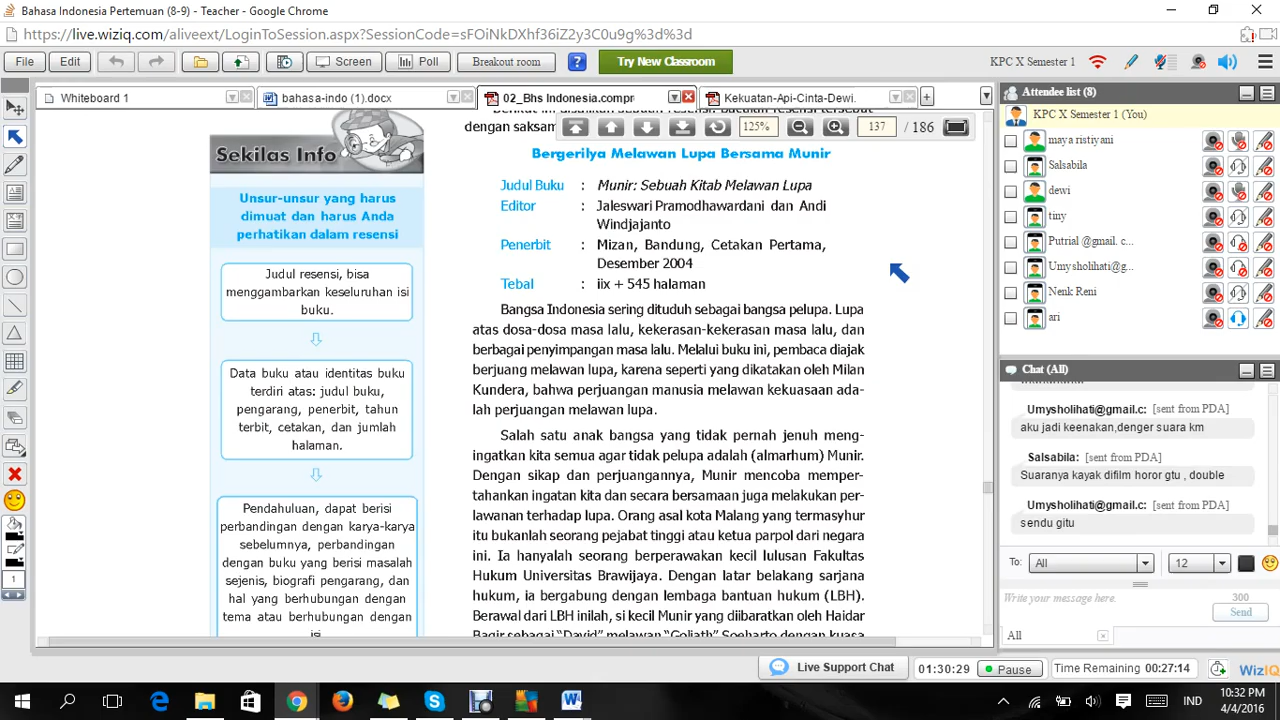 Bahasa Indonesia Pertemuan (8-9) - Teacher - Google Chrome
https://live.wiziq.com/aliveext/LoginToSession.aspx?SessionCode=sFOiNkDXhf36iZ2y3C0u9g%3d%3d
File Edit Screen Poll Breakout room ? Try New Classroom KPC X Semester 1
Whiteboard 1 bahasa-indo (1).docx 02_Bhs Indonesia.compr Kekuatan-Api-Cinta-Dewi.
125% 137 / 186
dengan saksam
Bergerilya Melawan Lupa Bersama Munir
Judul Buku : Munir: Sebuah Kitab Melawan Lupa
Editor : Jaleswari Pramodhawardani dan Andi
Windjajanto
Penerbit : Mizan, Bandung, Cetakan Pertama,
Desember 2004
Tebal : iix + 545 halaman
Bangsa Indonesia sering dituduh sebagai bangsa pelupa. Lupa
atas dosa-dosa masa lalu, kekerasan-kekerasan masa lalu, dan
berbagai penyimpangan masa lalu. Melalui buku ini, pembaca diajak
berjuang melawan lupa, karena seperti yang dikatakan oleh Milan
Kundera, bahwa perjuangan manusia melawan kekuasaan ada-
lah perjuangan melawan lupa.
Salah satu anak bangsa yang tidak pernah jenuh meng-
ingatkan kita semua agar tidak pelupa adalah (almarhum) Munir.
Dengan sikap dan perjuangannya, Munir mencoba memper-
tahankan ingatan kita dan secara bersamaan juga melakukan per-
lawanan terhadap lupa. Orang asal kota Malang yang termasyhur
itu bukanlah seorang pejabat tinggi atau ketua parpol dari negara
ini. Ia hanyalah seorang berperawakan kecil lulusan Fakultas
Hukum Universitas Brawijaya. Dengan latar belakang sarjana
hukum, ia bergabung dengan lembaga bantuan hukum (LBH).
Berawal dari LBH inilah, si kecil Munir yang diibaratkan oleh Haidar
Bagir sebagai "David" melawan "Goliath" Soeharto dengan kuasa
Sekilas Info
Unsur-unsur yang harus
dimuat dan harus Anda
perhatikan dalam resensi
Judul resensi, bisa
menggambarkan keseluruhan isi
buku.
Data buku atau identitas buku
terdiri atas: judul buku,
pengarang, penerbit, tahun
terbit, cetakan, dan jumlah
halaman.
Pendahuluan, dapat berisi
perbandingan dengan karya-karya
sebelumnya, perbandingan
dengan buku yang berisi masalah
sejenis, biografi pengarang, dan
hal yang berhubungan dengan
tema atau berhubungan dengan
isi
1
Attendee list (8)
KPC X Semester 1 (You)
maya ristiyani
Salsabila
dewi
tiny
Putrial @gmail. c...
Umysholihati@g...
Nenk Reni
ari
Chat (All)
Umysholihati@gmail.c: [sent from PDA]
aku jadi keenakan,denger suara km
Salsabila: [sent from PDA]
Suaranya kayak difilm horor gtu , double
Umysholihati@gmail.c: [sent from PDA]
sendu gitu
To: All 12
Write your message here. 300
Send
All
Live Support Chat 01:30:29 Pause Time Remaining 00:27:14 WizIQ
IND 10:32 PM
4/4/2016